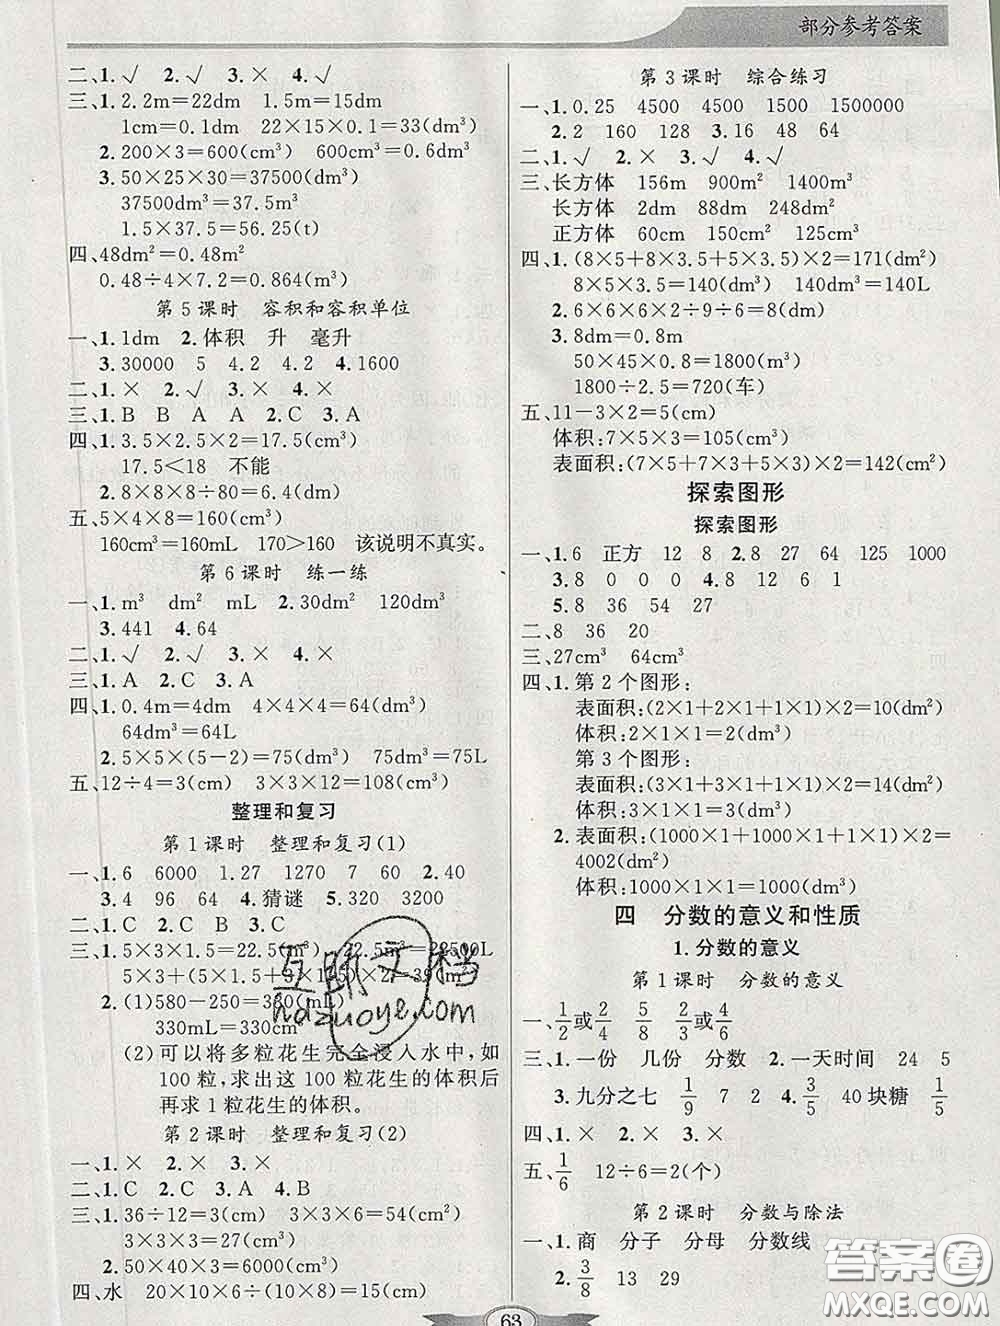 部分参考答案
二、1.√ 2.√ 3.× 4.√
三、1.2.2m=22dm 1.5m=15dm
1cm=0.1dm 22×15×0.1=33(dm³)
2.200×3=600(cm³) 600cm³=0.6dm³
3.50×25×30=37500(dm³)
37500dm³=37.5m³
1.5×37.5=56.25(t)
四、48dm²=0.48m²
0.48÷4×7.2=0.864(m³)
第5课时 容积和容积单位
一、1.1dm 2.体积 升 毫升
3.30000 5 4.2 4.2 4.1600
二、1.× 2.√ 3.× 4.×
三、1.B B A A 2.C 3.A
四、1.3.5×2.5×2=17.5(cm³)
17.5<18 不能
2.8×8×8÷80=6.4(dm)
五、5×4×8=160(cm³)
160cm³=160mL 170>160 该说明不真实。
第6课时 练一练
一、1.m³ dm² mL 2.30dm² 120dm³
3.441 4.64
二、1.√ 2.√ 3.× 4.×
三、1.A 2.C 3.A
四、1.0.4m=4dm 4×4×4=64(dm³)
64dm³=64L
2.5×5×(5-2)=75(dm³) 75dm³=75L
五、12÷4=3(cm) 3×3×12=108(cm³)
整理和复习
第1课时 整理和复习(1)
一、1.6 6000 1.27 1270 7 60 2.40
3.4 96 64 4.猜谜 5.320 3200
二、1.C 2.B 3.C
三、1.5×3×1.5=22.5(m³) 22.5m³=22500L
5×3+(5×1.5+3×1.5)×2=39(m²)
2.(1)580-250=330(mL)
330mL=330cm³
(2)可以将多粒花生完全浸入水中,如
100粒,求出这100粒花生的体积后
再求1粒花生的体积。
第2课时 整理和复习(2)
一、1.× 2.× 3.× 4.×
二、1.C 2.C 3.A 4.B
三、1.36÷12=3(cm) 3×3×6=54(cm²)
3×3×3=27(cm³)
2.50×40×3=6000(cm³)
四、水 20×10×6÷(10×8)=15(cm)
第3课时 综合练习
一、1.0.25 4500 4500 1500 1500000
2.2 160 128 3.16 48 64
二、1.√ 2.× 3.√ 4.√
三、长方体 156m 900m² 1400m³
长方体 2dm 88dm 248dm²
正方体 60cm 150cm² 125cm³
四、1.(8×5+8×3.5+5×3.5)×2=171(dm²)
8×5×3.5=140(dm³) 140dm³=140L
2.6×6×6×2÷9÷6=8(dm)
3.8dm=0.8m
50×45×0.8=1800(m³)
1800÷2.5=720(车)
五、11-3×2=5(cm)
体积:7×5×3=105(cm³)
表面积:(7×5+7×3+5×3)×2=142(cm²)
探索图形
探索图形
一、1.6 正方 12 8 2.8 27 64 125 1000
3.8 0 0 0 4.8 12 6 1
5.8 36 54 27
二、8 36 20
三、27cm³ 64cm³
四、1.第2个图形:
表面积:(2×1+2×1+1×1)×2=10(dm²)
体积:2×1×1=2(dm³)
第3个图形:
表面积:(3×1+3×1+1×1)×2=14(dm²)
体积:3×1×1=3(dm³)
2.表面积:(1000×1+1000×1+1×1)×2=
4002(dm²)
体积:1000×1×1=1000(dm³)
四 分数的意义和性质
1.分数的意义
第1课时 分数的意义
一、1/2或2/4 5/8 2/3或4/6
三、1.一份 几份 分数 2.一天时间 24 5
3.九分之七 1/9 7 2 4.3/5 40块糖 1/5
四、1.× 2.× 3.×
五、1/6 12÷6=2(个)
第2课时 分数与除法
一、1.商 分子 分母 分数线
2.3/8 13 29
63
互助文档
hdzuoye.com
答案圈
MXQE.COM